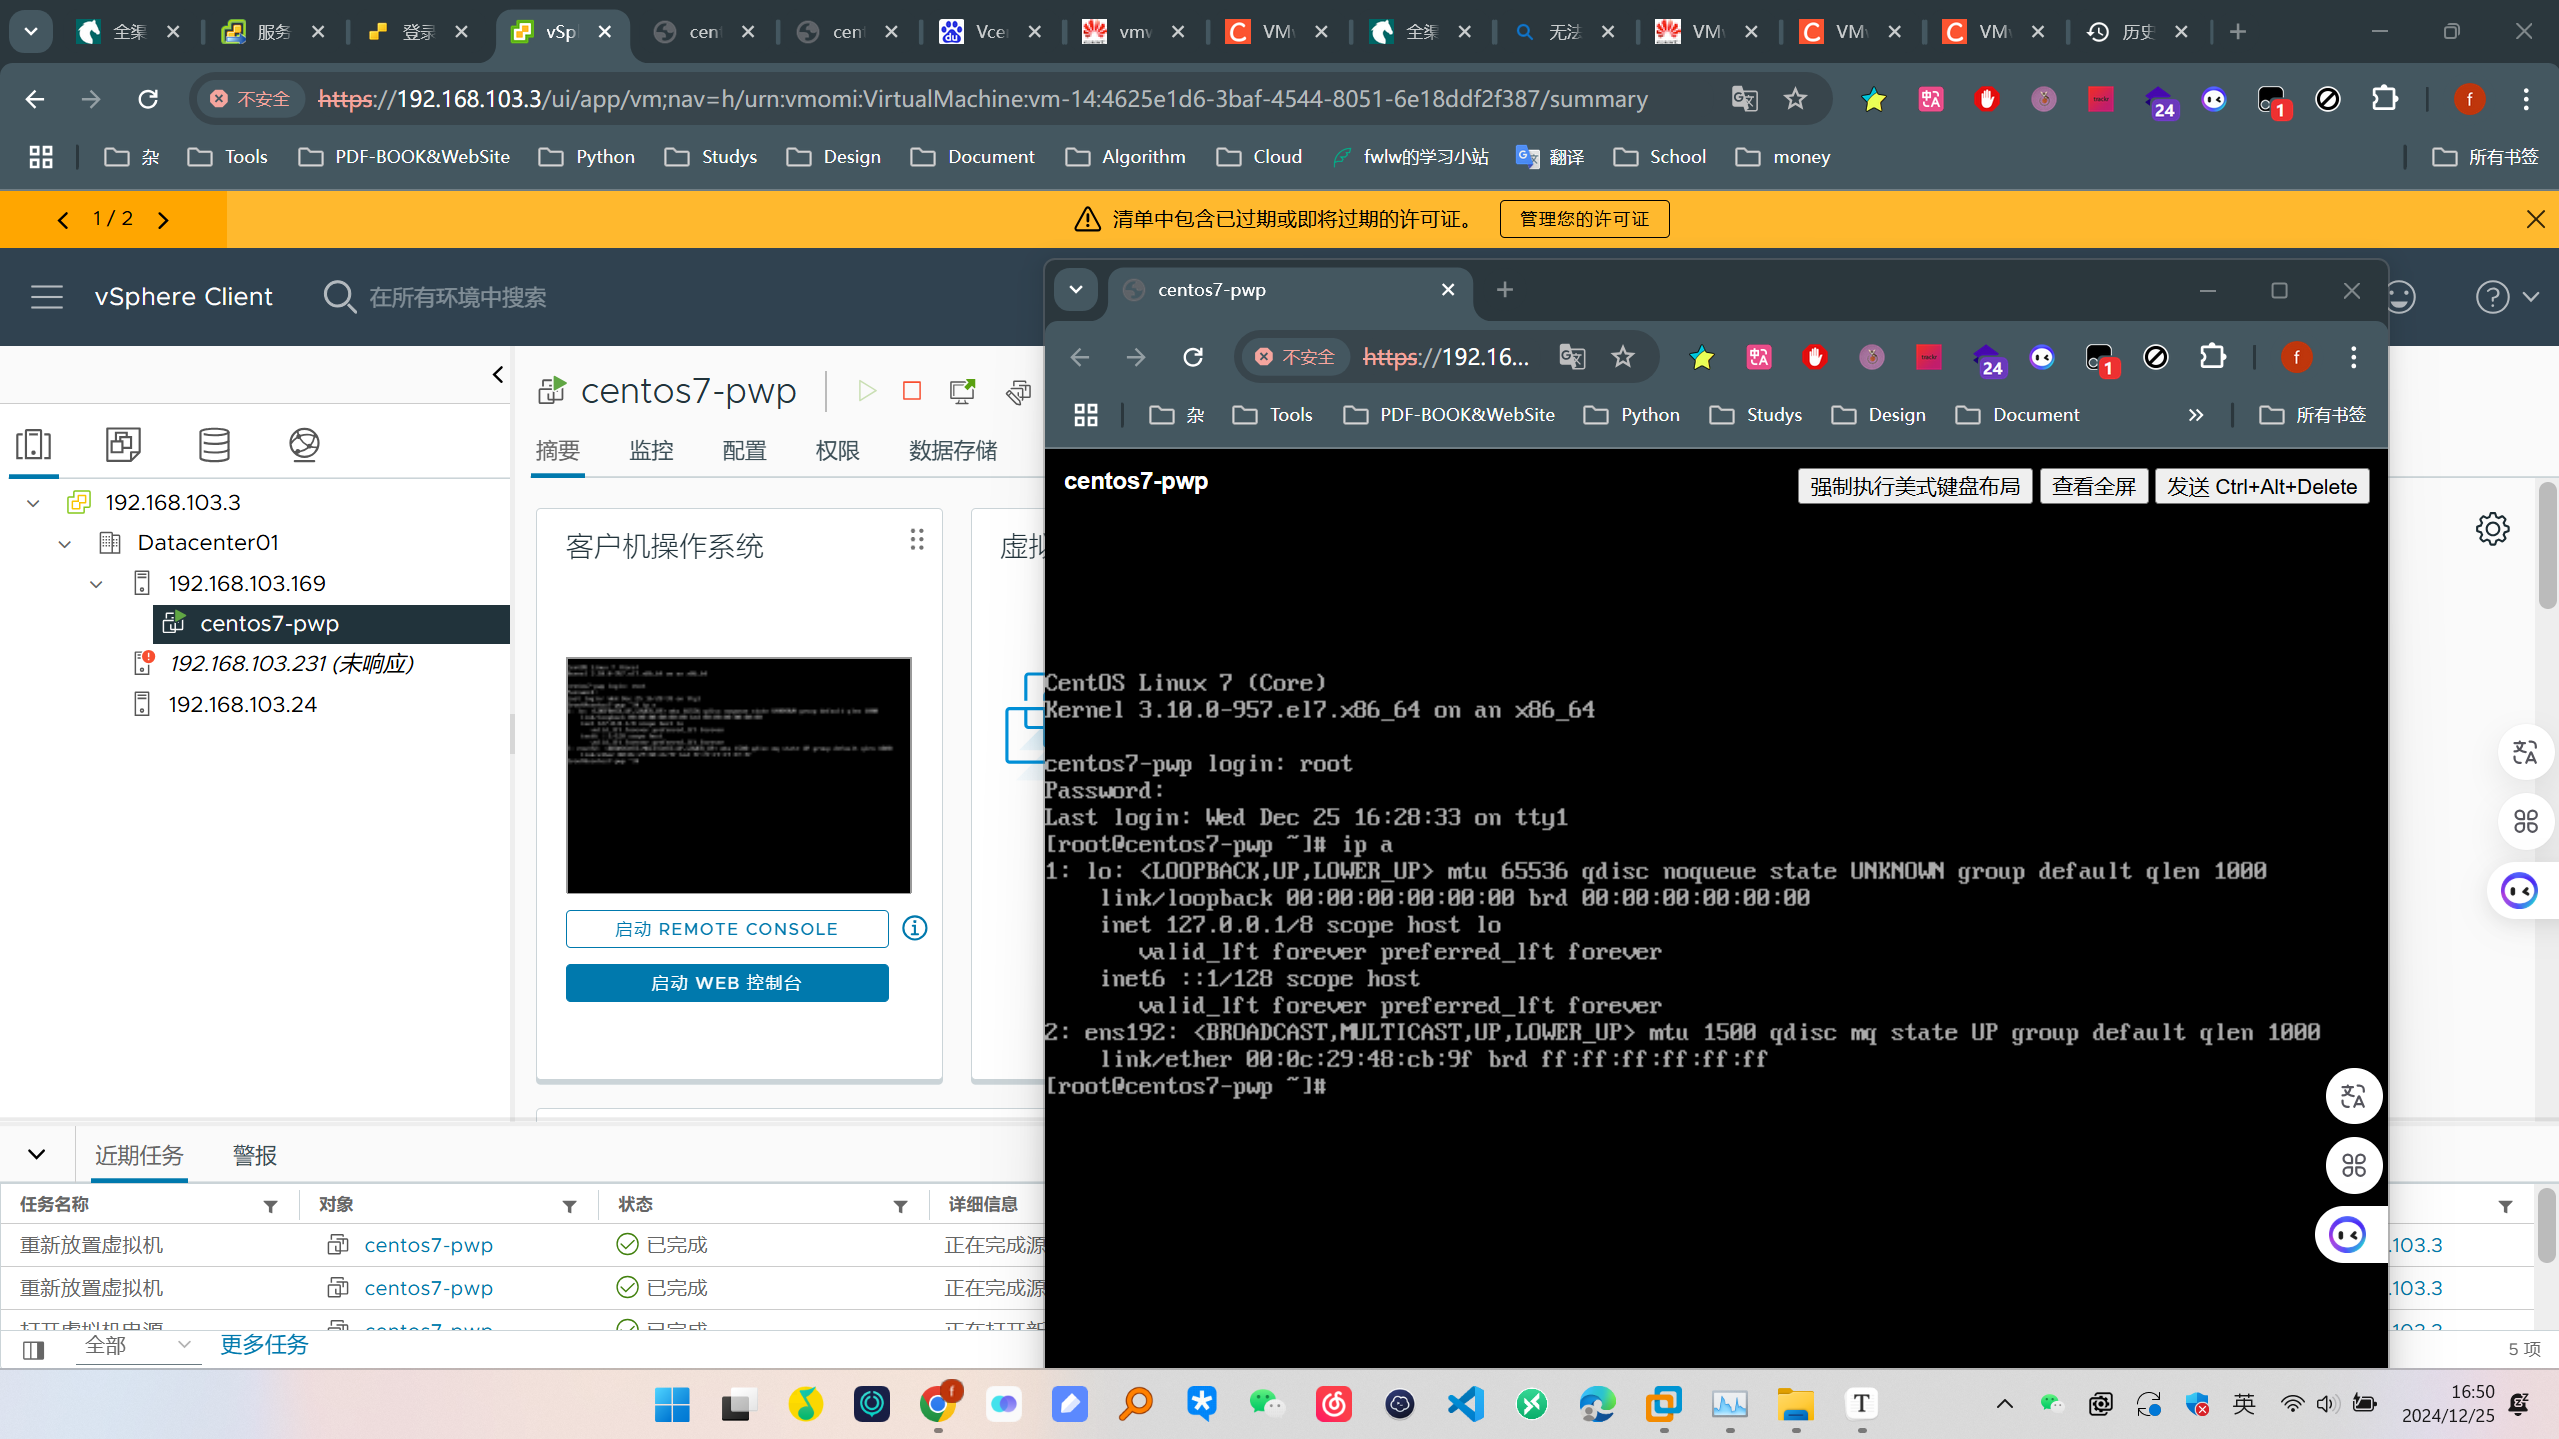 全渠
服务
登录
vSpl
cent
cent
Vcen
vmv
VMv
全渠
无法
VMv
VMv
VMv
历史
不安全 https://192.168.103.3/ui/app/vm;nav=h/urn:vmomi:VirtualMachine:vm-14:4625e1d6-3baf-4544-8051-6e18ddf2f387/summary 24 1 f
杂 Tools PDF-BOOK&WebSite Python Studys Design Document Algorithm Cloud fwlw的学习小站 翻译 School money 所有书签
1 / 2 清单中包含已过期或即将过期的许可证。 管理您的许可证
vSphere Client 在所有环境中搜索
192.168.103.3
Datacenter01
192.168.103.169
centos7-pwp
192.168.103.231 (未响应)
192.168.103.24
centos7-pwp
摘要 监控 配置 权限 数据存储
客户机操作系统
虚拟
启动 REMOTE CONSOLE
启动 WEB 控制台
centos7-pwp
不安全 https://192.16... 24 1 f
杂 Tools PDF-BOOK&WebSite Python Studys Design Document 所有书签
centos7-pwp 强制执行美式键盘布局 查看全屏 发送 Ctrl+Alt+Delete
CentOS Linux 7 (Core)
Kernel 3.10.0-957.el7.x86_64 on an x86_64
centos7-pwp login: root
Password:
Last login: Wed Dec 25 16:28:33 on tty1
[root@centos7-pwp ~]# ip a
1: lo: <LOOPBACK,UP,LOWER_UP> mtu 65536 qdisc noqueue state UNKNOWN group default qlen 1000
link/loopback 00:00:00:00:00:00 brd 00:00:00:00:00:00
inet 127.0.0.1/8 scope host lo
valid_lft forever preferred_lft forever
inet6 ::1/128 scope host
valid_lft forever preferred_lft forever
2: ens192: <BROADCAST,MULTICAST,UP,LOWER_UP> mtu 1500 qdisc mq state UP group default qlen 1000
link/ether 00:0c:29:48:cb:9f brd ff:ff:ff:ff:ff:ff
[root@centos7-pwp ~]#
近期任务 警报
任务名称 对象 状态 详细信息
重新放置虚拟机 centos7-pwp 已完成 正在完成源 .103.3
重新放置虚拟机 centos7-pwp 已完成 正在完成源 .103.3
打开虚拟机电源 centos7-pwp 已完成 正在打开新 .103.3
全部 更多任务 5 项
英 16:50
2024/12/25